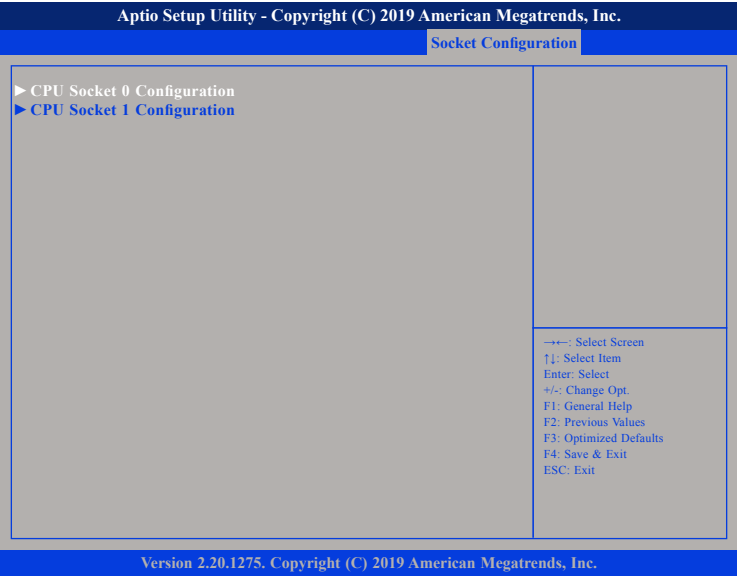 Aptio Setup Utility - Copyright (C) 2019 American Megatrends, Inc.
Socket Configuration
►CPU Socket 0 Configuration
►CPU Socket 1 Configuration
→←: Select Screen
↑↓: Select Item
Enter: Select
+/-: Change Opt.
F1: General Help
F2: Previous Values
F3: Optimized Defaults
F4: Save & Exit
ESC: Exit
Version 2.20.1275. Copyright (C) 2019 American Megatrends, Inc.